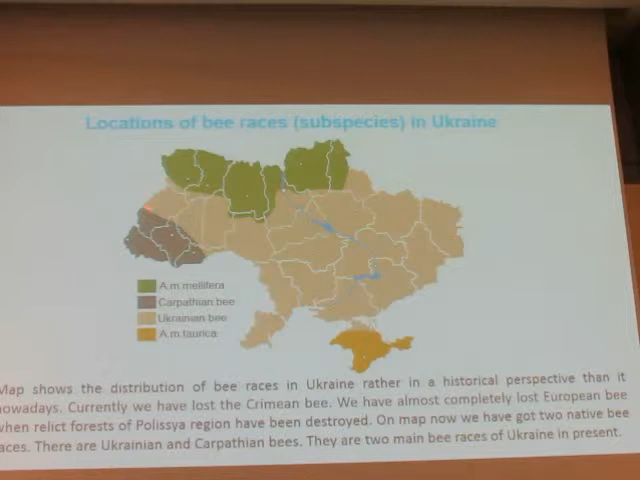 Locations of bee races (subspecies) in Ukraine
A.m.mellifera
Carpathian bee
Ukrainian bee
A.m.taurica
Map shows the distribution of bee races in Ukraine rather in a historical perspective than it
nowadays. Currently we have lost the Crimean bee. We have almost completely lost European bee
when relict forests of Polissya region have been destroyed. On map now we have got two native bee
races. There are Ukrainian and Carpathian bees. They are two main bee races of Ukraine in present.